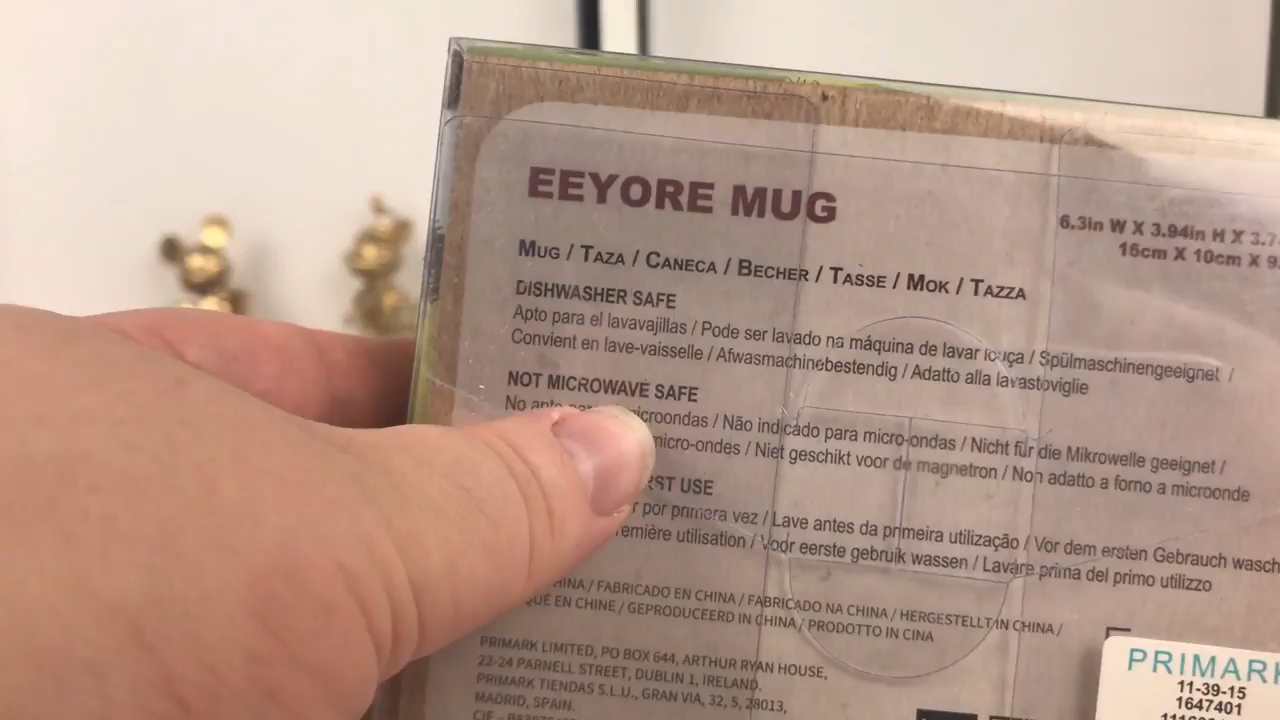 EEYORE MUG
6.3in W X 3.94in H X 3.7
16cm X 10cm X 9.
MUG / TAZA / CANECA / BECHER / TASSE / MOK / TAZZA
DISHWASHER SAFE
Apto para el lavavajillas / Pode ser lavado na máquina de lavar louça / Spülmaschinengeeignet /
Convient en lave-vaisselle / Afwasmachinebestendig / Adatto alla lavastoviglie
NOT MICROWAVE SAFE
No apto microondas / Não indicado para micro-ondas / Nicht für die Mikrowelle geeignet /
micro-ondes / Niet geschikt voor de magnetron / Non adatto a forno a microonde
RST USE
r por primera vez / Lave antes da primeira utilização / Vor dem ersten Gebrauch wasch
remière utilisation / Voor eerste gebruik wassen / Lavare prima del primo utilizzo
HINA / FABRICADO EN CHINA / FABRICADO NA CHINA / HERGESTELLT IN CHINA /
QUÉ EN CHINE / GEPRODUCEERD IN CHINA / PRODOTTO IN CINA
PRIMARK LIMITED, PO BOX 644, ARTHUR RYAN HOUSE,
22-24 PARNELL STREET, DUBLIN 1, IRELAND.
PRIMARK TIENDAS S.L.U., GRAN VIA, 32, 5, 28013,
MADRID, SPAIN.
CIF -
PRIMARK
11-39-15
1647401